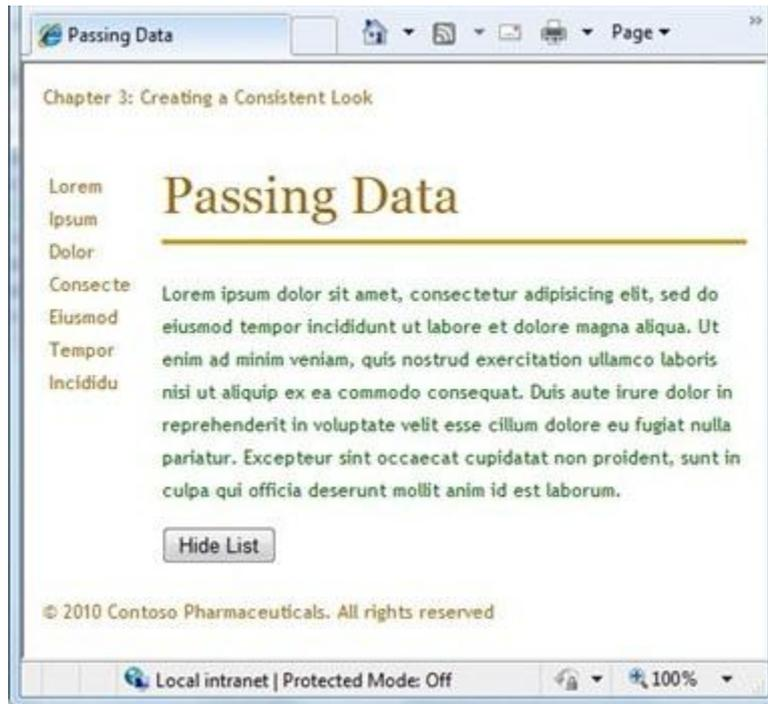 Passing Data
Page
Chapter 3: Creating a Consistent Look
Lorem
Ipsum
Dolor
Consecte
Eiusmod
Tempor
Incididu
Passing Data
Lorem ipsum dolor sit amet, consectetur adipisicing elit, sed do
eiusmod tempor incididunt ut labore et dolore magna aliqua. Ut
enim ad minim veniam, quis nostrud exercitation ullamco laboris
nisi ut aliquip ex ea commodo consequat. Duis aute irure dolor in
reprehenderit in voluptate velit esse cillum dolore eu fugiat nulla
pariatur. Excepteur sint occaecat cupidatat non proident, sunt in
culpa qui officia deserunt mollit anim id est laborum.
Hide List
© 2010 Contoso Pharmaceuticals. All rights reserved
Local intranet | Protected Mode: Off
100%